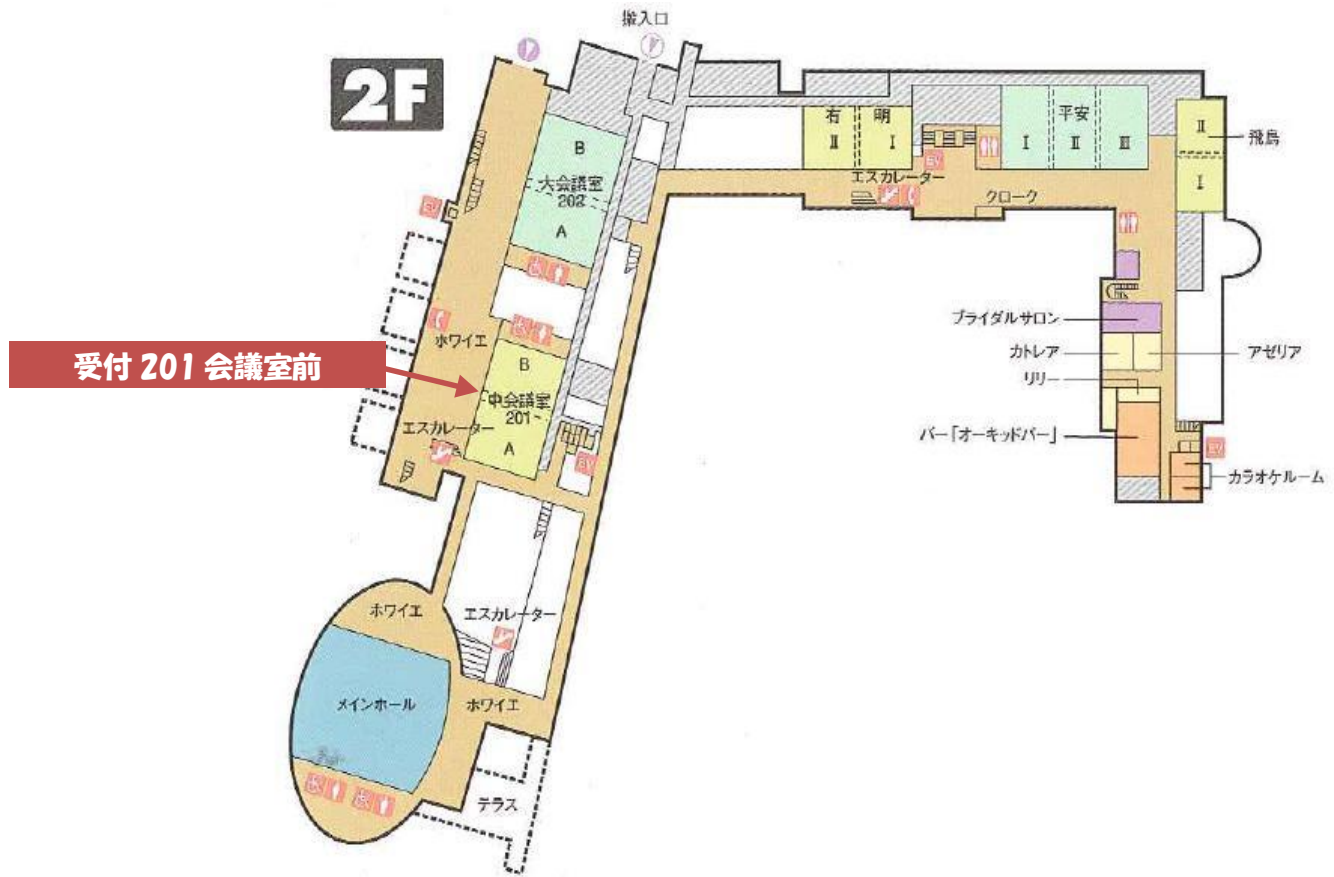 搬入口
2F
有 明
II I
平安
I II III
II
飛鳥
I
B
大会議室
202
A
EV
エスカレーター
EV
クローク
ホワイエ
受付 201 会議室前
B
中会議室
201
A
エスカレーター
EV
ブライダルサロン
カトレア
アゼリア
リリー
バー「オーキッドバー」
EV
カラオケルーム
ホワイエ
エスカレーター
メインホール
ホワイエ
テラス